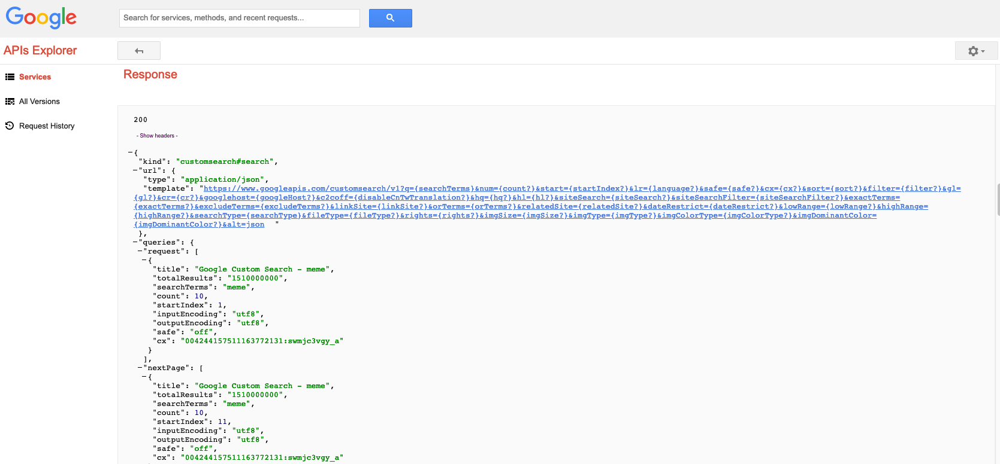 Google
Search for services, methods, and recent requests...
APIs Explorer
Services
All Versions
Request History
Response
200
- Show headers -
{
"kind": "customsearch#search",
"url": {
"type": "application/json",
"template": "https://www.googleapis.com/customsearch/v1?q={searchTerms}&num={count?}&start={startIndex?}&lr={language?}&safe={safe?}&cx={cx?}&sort={sort?}&filter={filter?}&gl=
{gl?}&cr={cr?}&googlehost={googleHost?}&c2coff={disableCnTwTranslation?}&hq={hq?}&hl={hl?}&siteSearch={siteSearch?}&siteSearchFilter={siteSearchFilter?}&exactTerms=
{exactTerms?}&excludeTerms={excludeTerms?}&linkSite={linkSite?}&orTerms={orTerms?}&relatedSite={relatedSite?}&dateRestrict={dateRestrict?}&lowRange={lowRange?}&highRange=
{highRange?}&searchType={searchType}&fileType={fileType?}&rights={rights?}&imgSize={imgSize?}&imgType={imgType?}&imgColorType={imgColorType?}&imgDominantColor=
{imgDominantColor?}&alt=json "
},
"queries": {
"request": [
{
"title": "Google Custom Search - meme",
"totalResults": "1510000000",
"searchTerms": "meme",
"count": 10,
"startIndex": 1,
"inputEncoding": "utf8",
"outputEncoding": "utf8",
"safe": "off",
"cx": "004244157511163772131:swmjc3vgy_a"
}
],
"nextPage": [
{
"title": "Google Custom Search - meme",
"totalResults": "1510000000",
"searchTerms": "meme",
"count": 10,
"startIndex": 11,
"inputEncoding": "utf8",
"outputEncoding": "utf8",
"safe": "off",
"cx": "004244157511163772131:swmjc3vgy_a"